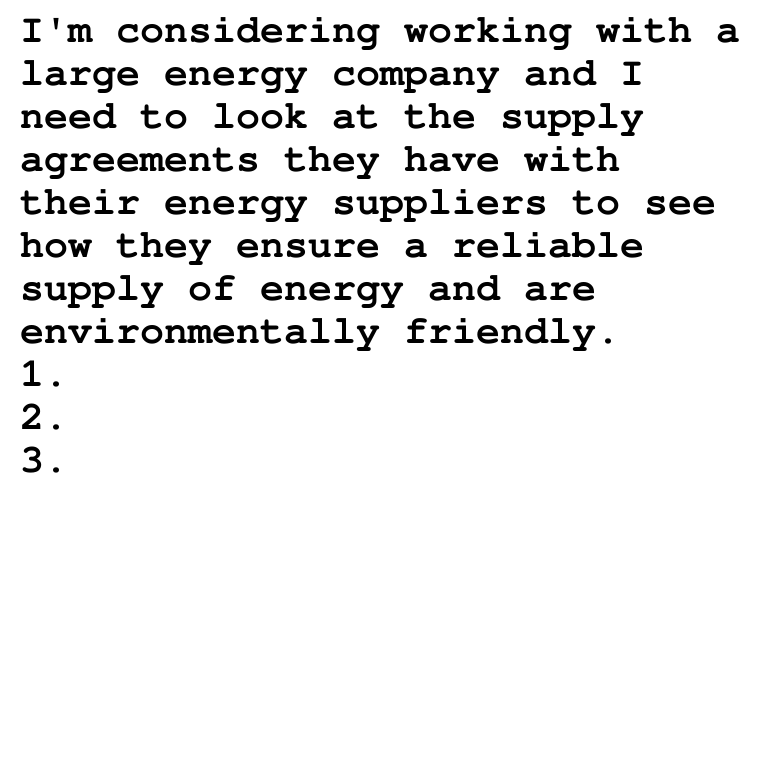 I'm considering working with a
large energy company and I
need to look at the supply
agreements they have with
their energy suppliers to see
how they ensure a reliable
supply of energy and are
environmentally friendly.
1.
2.
3.